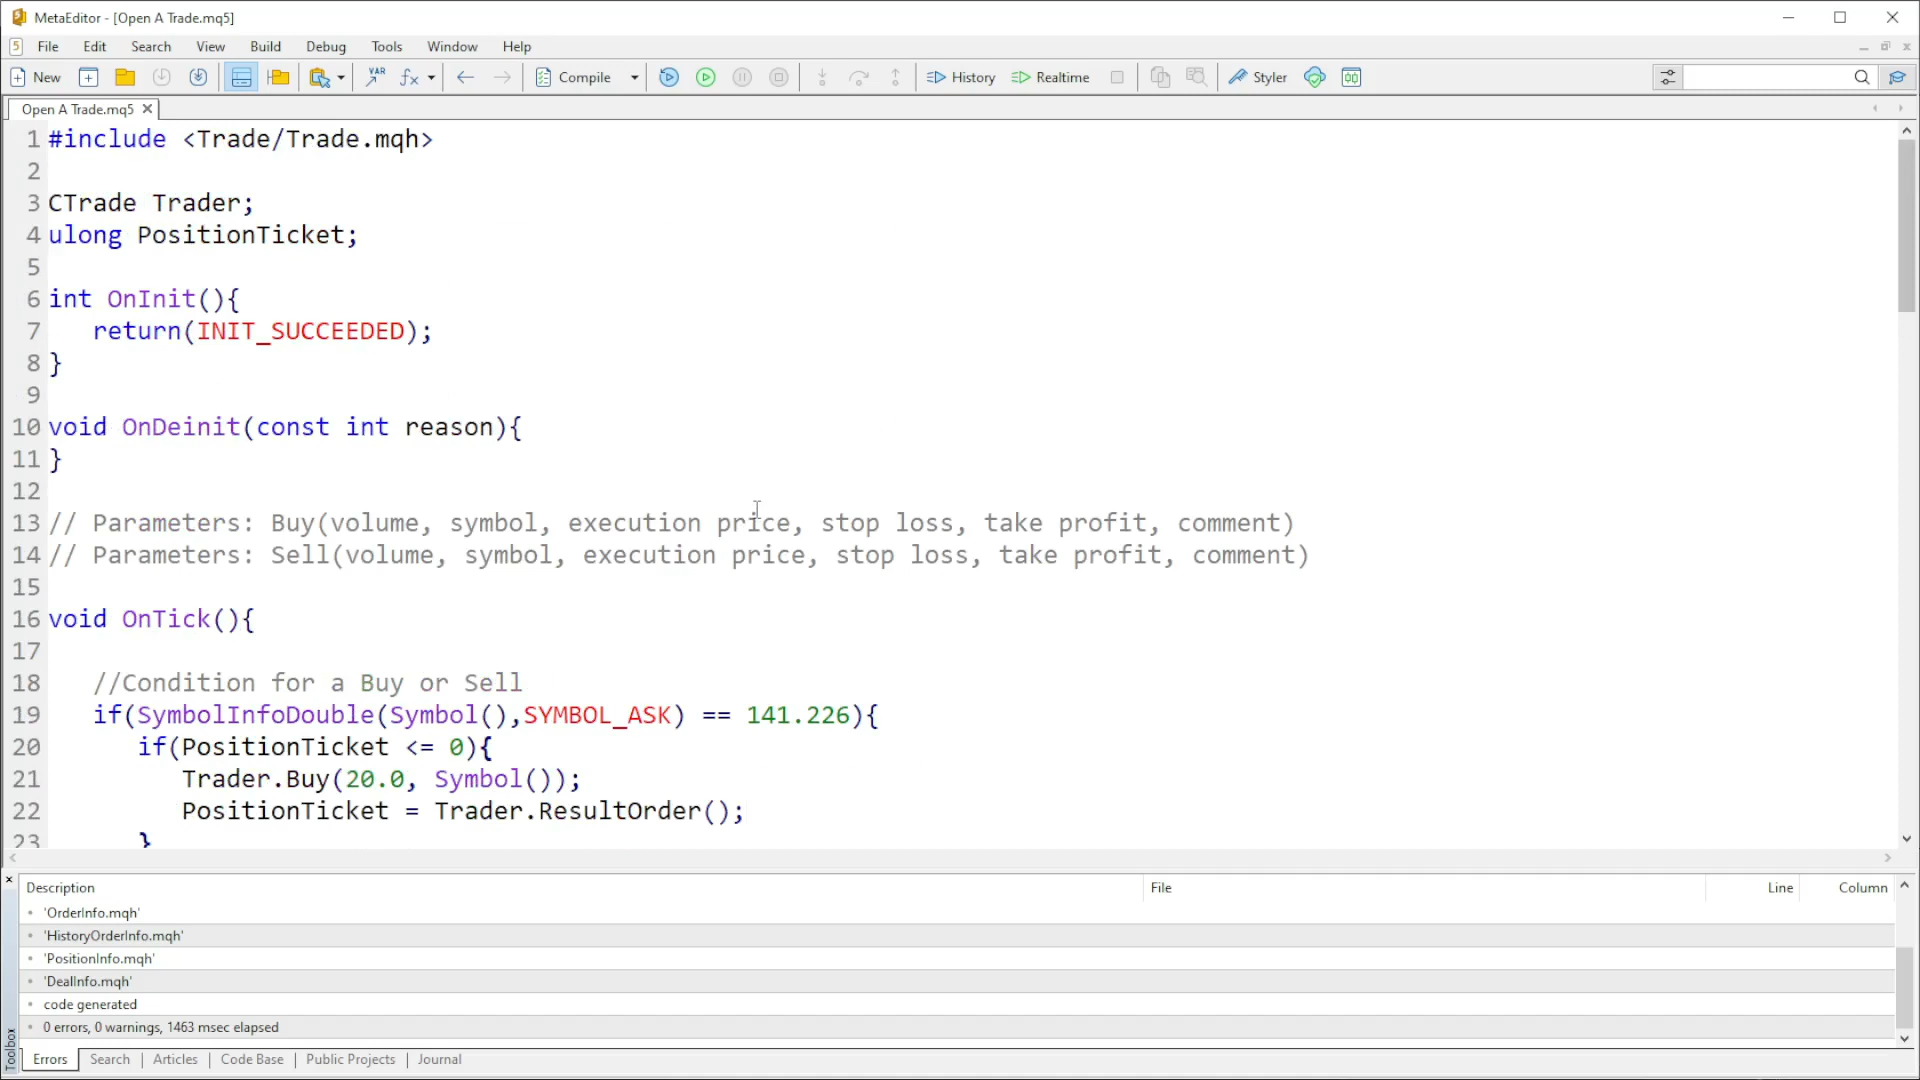 MetaEditor - [Open A Trade.mq5]
5 File Edit Search View Build Debug Tools Window Help
New VAR fx Compile History Realtime Styler
Open A Trade.mq5
1 #include <Trade/Trade.mqh>
2
3 CTrade Trader;
4 ulong PositionTicket;
5
6 int OnInit(){
7 return(INIT_SUCCEEDED);
8 }
9
10 void OnDeinit(const int reason){
11 }
12
13 // Parameters: Buy(volume, symbol, execution price, stop loss, take profit, comment)
14 // Parameters: Sell(volume, symbol, execution price, stop loss, take profit, comment)
15
16 void OnTick(){
17
18 //Condition for a Buy or Sell
19 if(SymbolInfoDouble(Symbol(),SYMBOL_ASK) == 141.226){
20 if(PositionTicket <= 0){
21 Trader.Buy(20.0, Symbol());
22 PositionTicket = Trader.ResultOrder();
23 }
Description File Line Column
'OrderInfo.mqh'
'HistoryOrderInfo.mqh'
'PositionInfo.mqh'
'DealInfo.mqh'
code generated
0 errors, 0 warnings, 1463 msec elapsed
Toolbox
Errors Search Articles Code Base Public Projects Journal